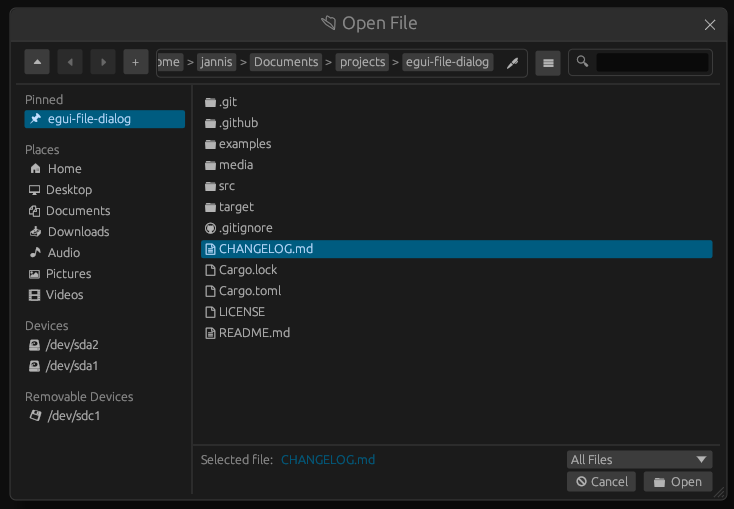 Open File
ome > jannis > Documents > projects > egui-file-dialog
Pinned
egui-file-dialog
Places
Home
Desktop
Documents
Downloads
Audio
Pictures
Videos
Devices
/dev/sda2
/dev/sda1
Removable Devices
/dev/sdc1
.git
.github
examples
media
src
target
.gitignore
CHANGELOG.md
Cargo.lock
Cargo.toml
LICENSE
README.md
Selected file: CHANGELOG.md
All Files
Cancel Open